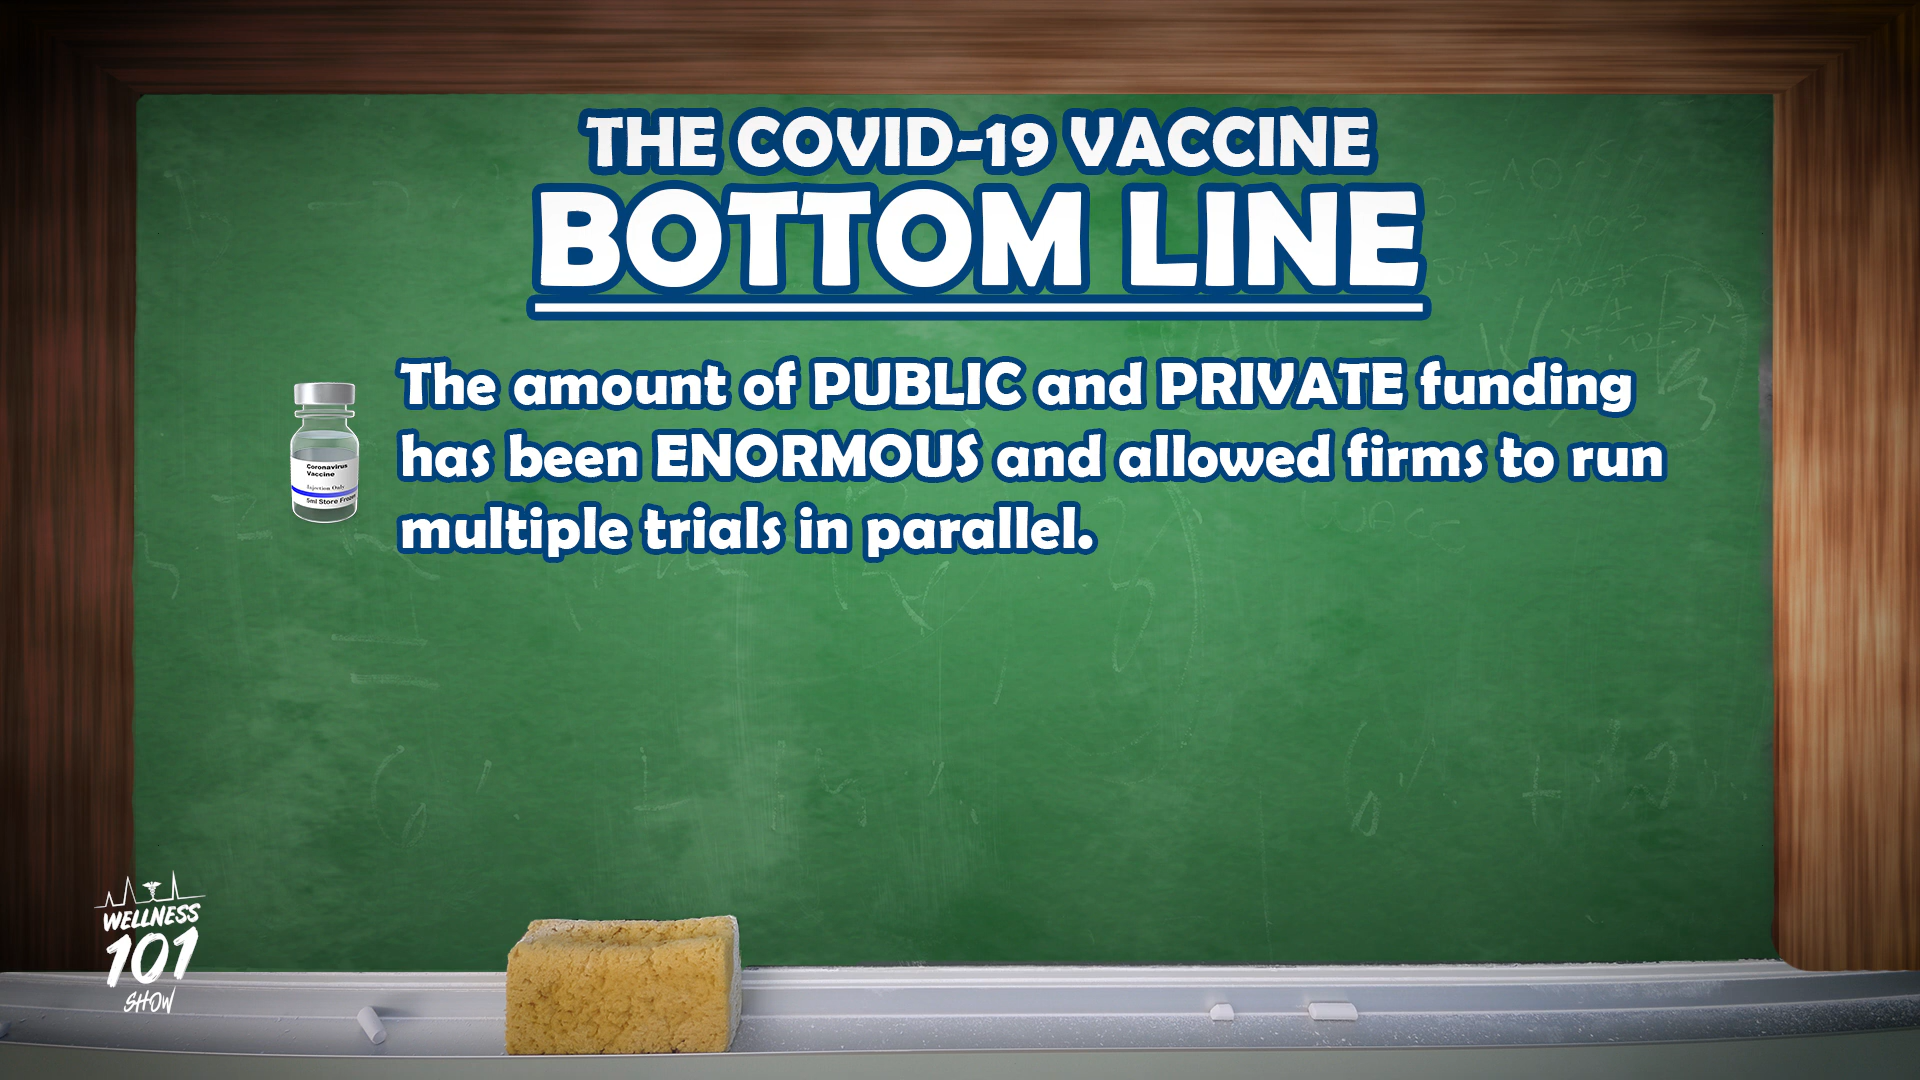 THE COVID-19 VACCINE
BOTTOM LINE
The amount of PUBLIC and PRIVATE funding
has been ENORMOUS and allowed firms to run
multiple trials in parallel.
Coronavirus
Vaccine
Injection Only
5ml Store Frozen
WELLNESS
101
SHOW